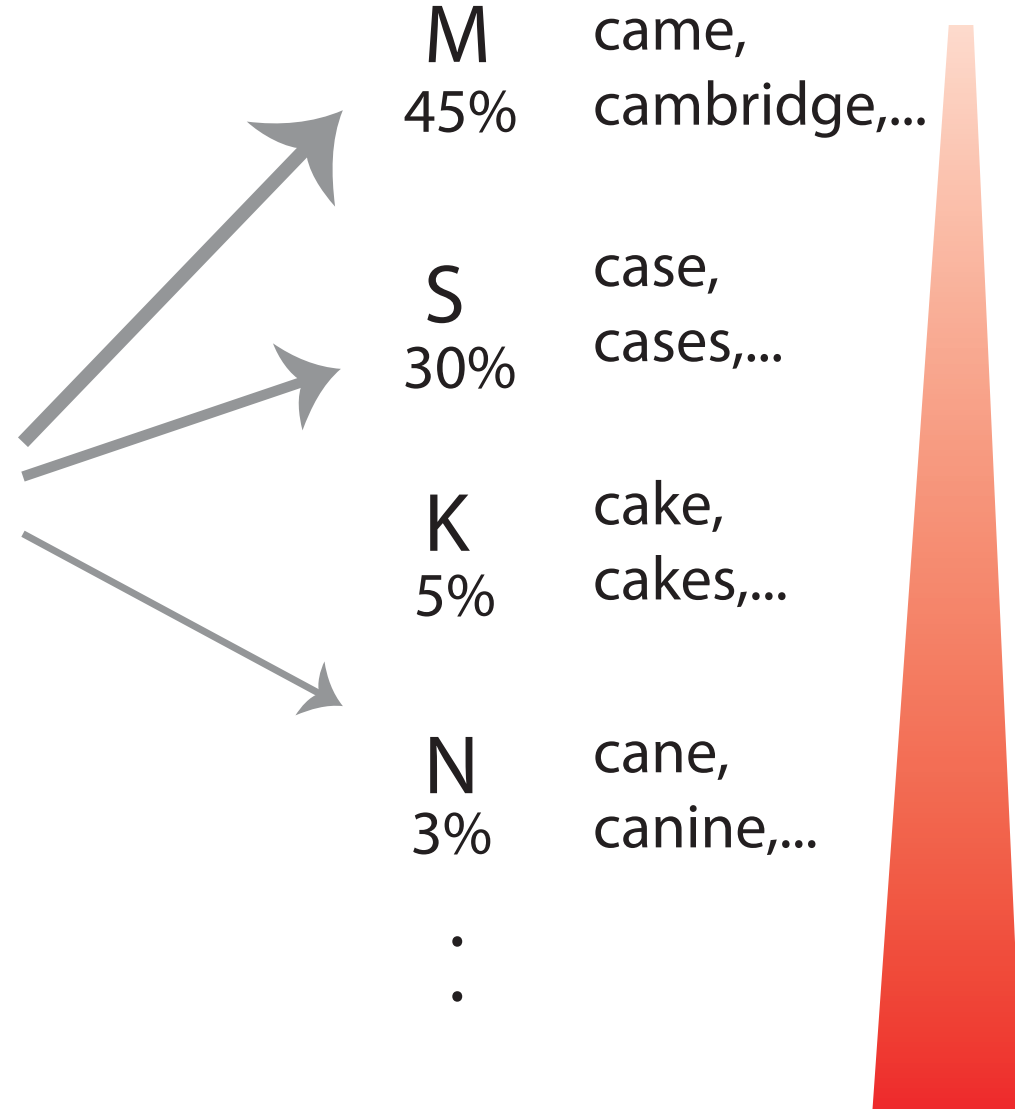 M
45%
came,
cambridge,...
S
30%
case,
cases,...
K
5%
cake,
cakes,...
N
3%
cane,
canine,...
.
.